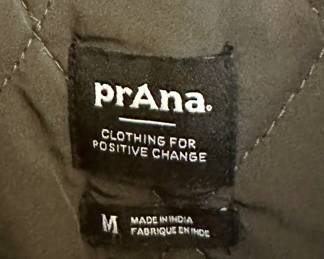 prAna.
CLOTHING FOR
POSITIVE CHANGE
M
MADE IN INDIA
FABRIQUE EN INDE